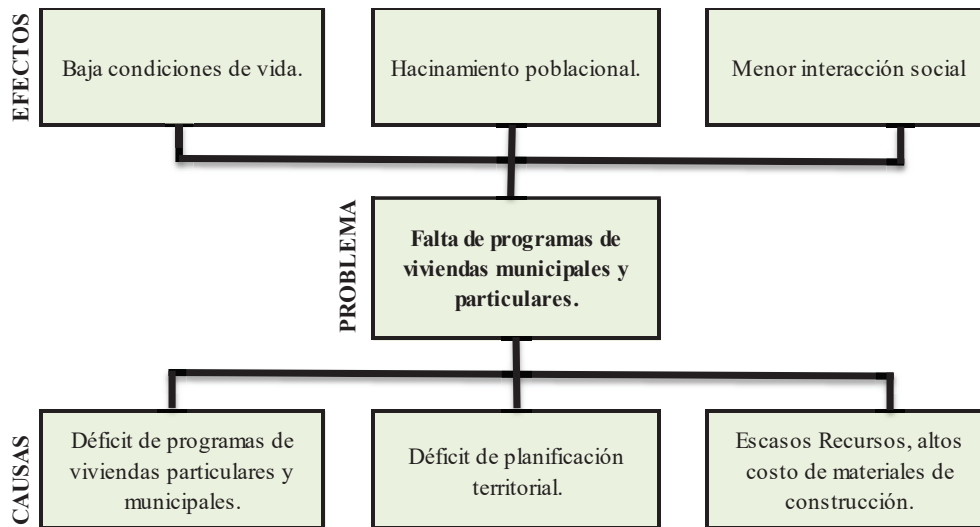 EFECTOS
Baja condiciones de vida.
Hacinamiento poblacional.
Menor interacción social
PROBLEMA
Falta de programas de
viviendas municipales y
particulares.
CAUSAS
Déficit de programas de
viviendas particulares y
municipales.
Déficit de planificación
territorial.
Escasos Recursos, altos
costo de materiales de
construcción.